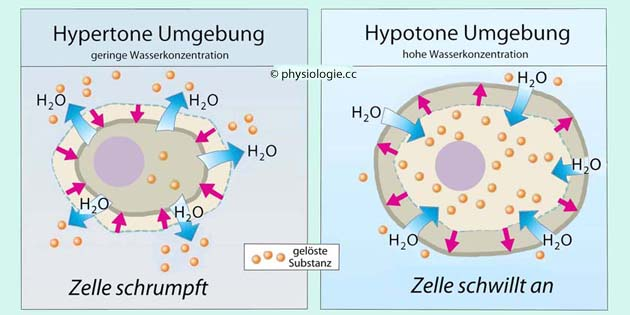 Hypertone Umgebung
geringe Wasserkonzentration
H₂O
H₂O
H₂O
H₂O
H₂O
Zelle schrumpft
© physiologie.cc
gelöste
Substanz
Hypotone Umgebung
hohe Wasserkonzentration
H₂O
H₂O
H₂O
H₂O
H₂O
Zelle schwillt an